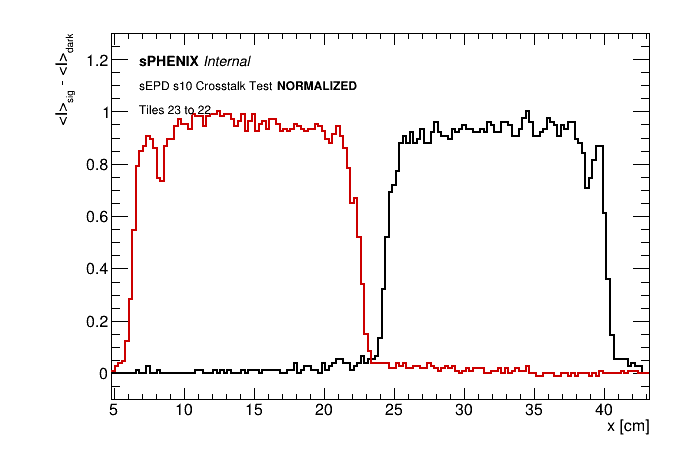 <I>sig - <I>dark
sPHENIX Internal
sEPD s10 Crosstalk Test NORMALIZED
Tiles 23 to 22
1.2
1
0.8
0.6
0.4
0.2
0
5 10 15 20 25 30 35 40
x [cm]